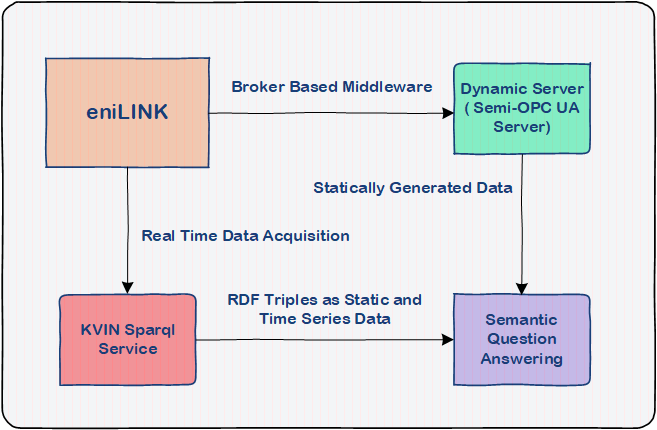 eniLINK
Broker Based Middleware
Dynamic Server
( Semi-OPC UA
Server)
Statically Generated Data
Real Time Data Acquisition
KVIN Sparql
Service
RDF Triples as Static and
Time Series Data
Semantic
Question
Answering